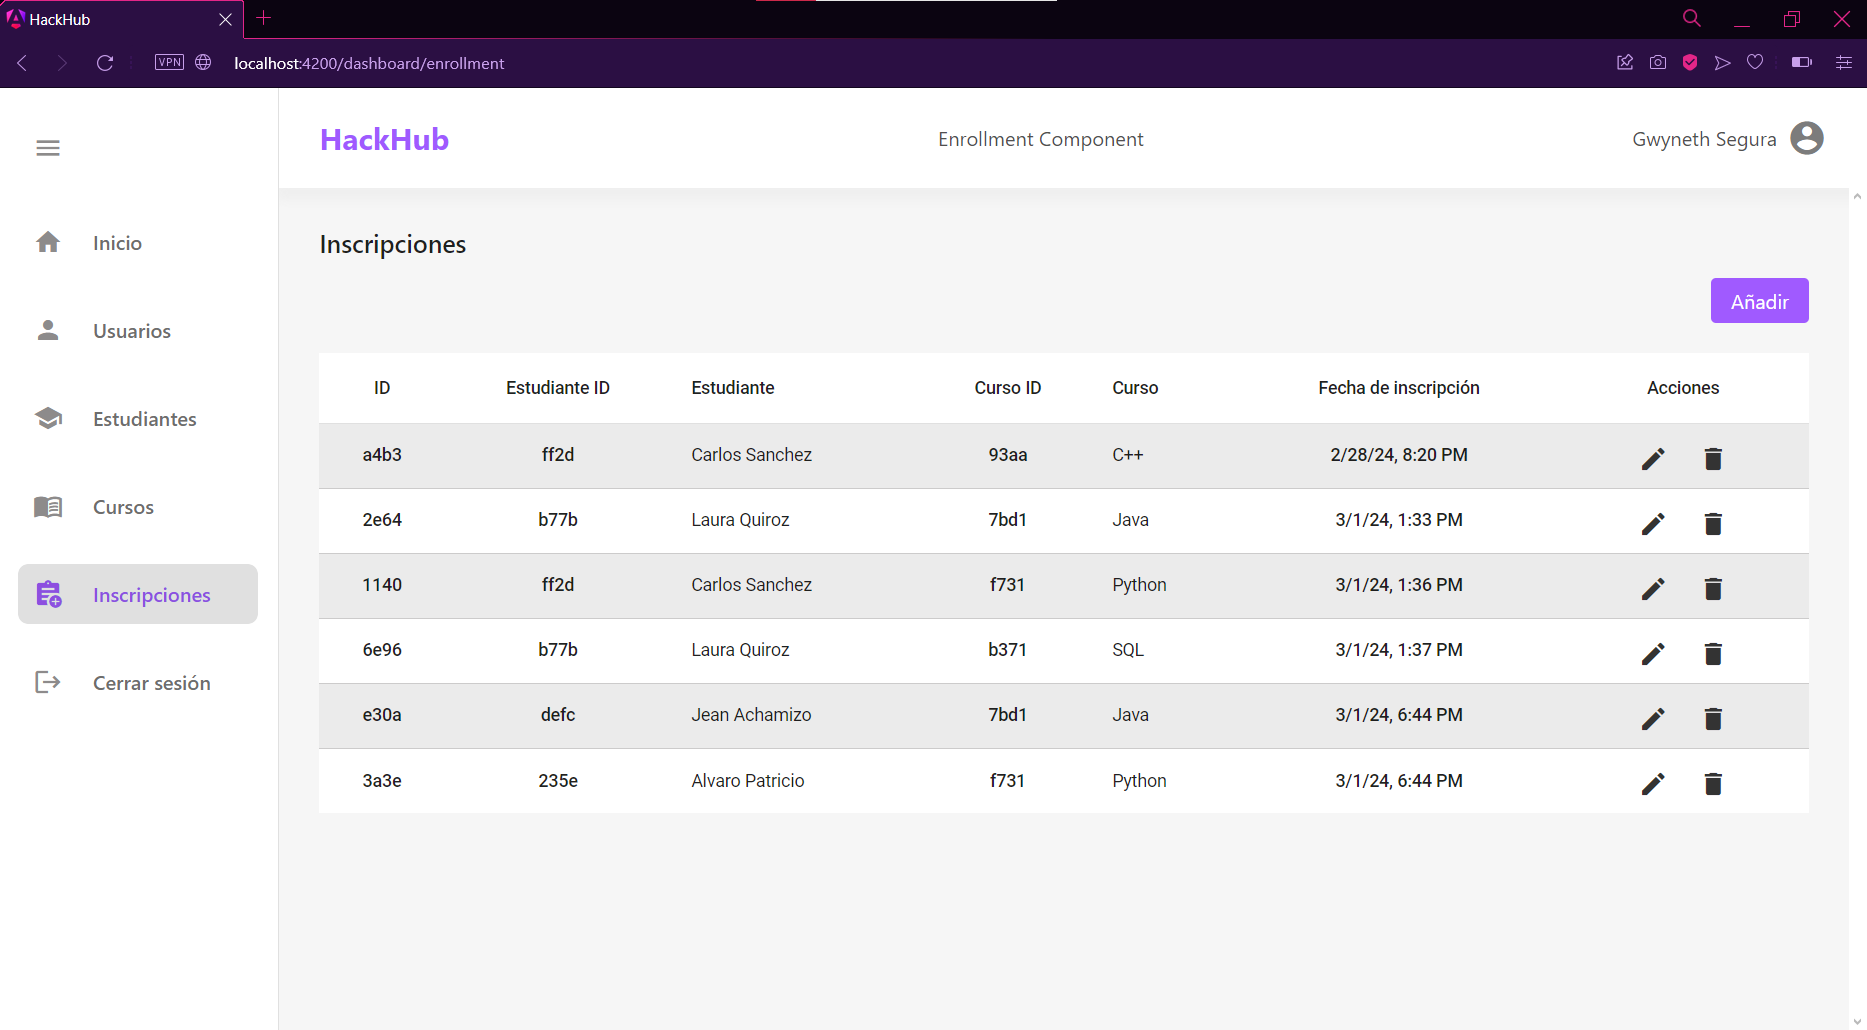 HackHub
VPN
localhost:4200/dashboard/enrollment
HackHub
Enrollment Component
Gwyneth Segura
Inicio
Usuarios
Estudiantes
Cursos
Inscripciones
Cerrar sesión
Inscripciones
Añadir
ID Estudiante ID Estudiante Curso ID Curso Fecha de inscripción Acciones
a4b3 ff2d Carlos Sanchez 93aa C++ 2/28/24, 8:20 PM
2e64 b77b Laura Quiroz 7bd1 Java 3/1/24, 1:33 PM
1140 ff2d Carlos Sanchez f731 Python 3/1/24, 1:36 PM
6e96 b77b Laura Quiroz b371 SQL 3/1/24, 1:37 PM
e30a defc Jean Achamizo 7bd1 Java 3/1/24, 6:44 PM
3a3e 235e Alvaro Patricio f731 Python 3/1/24, 6:44 PM